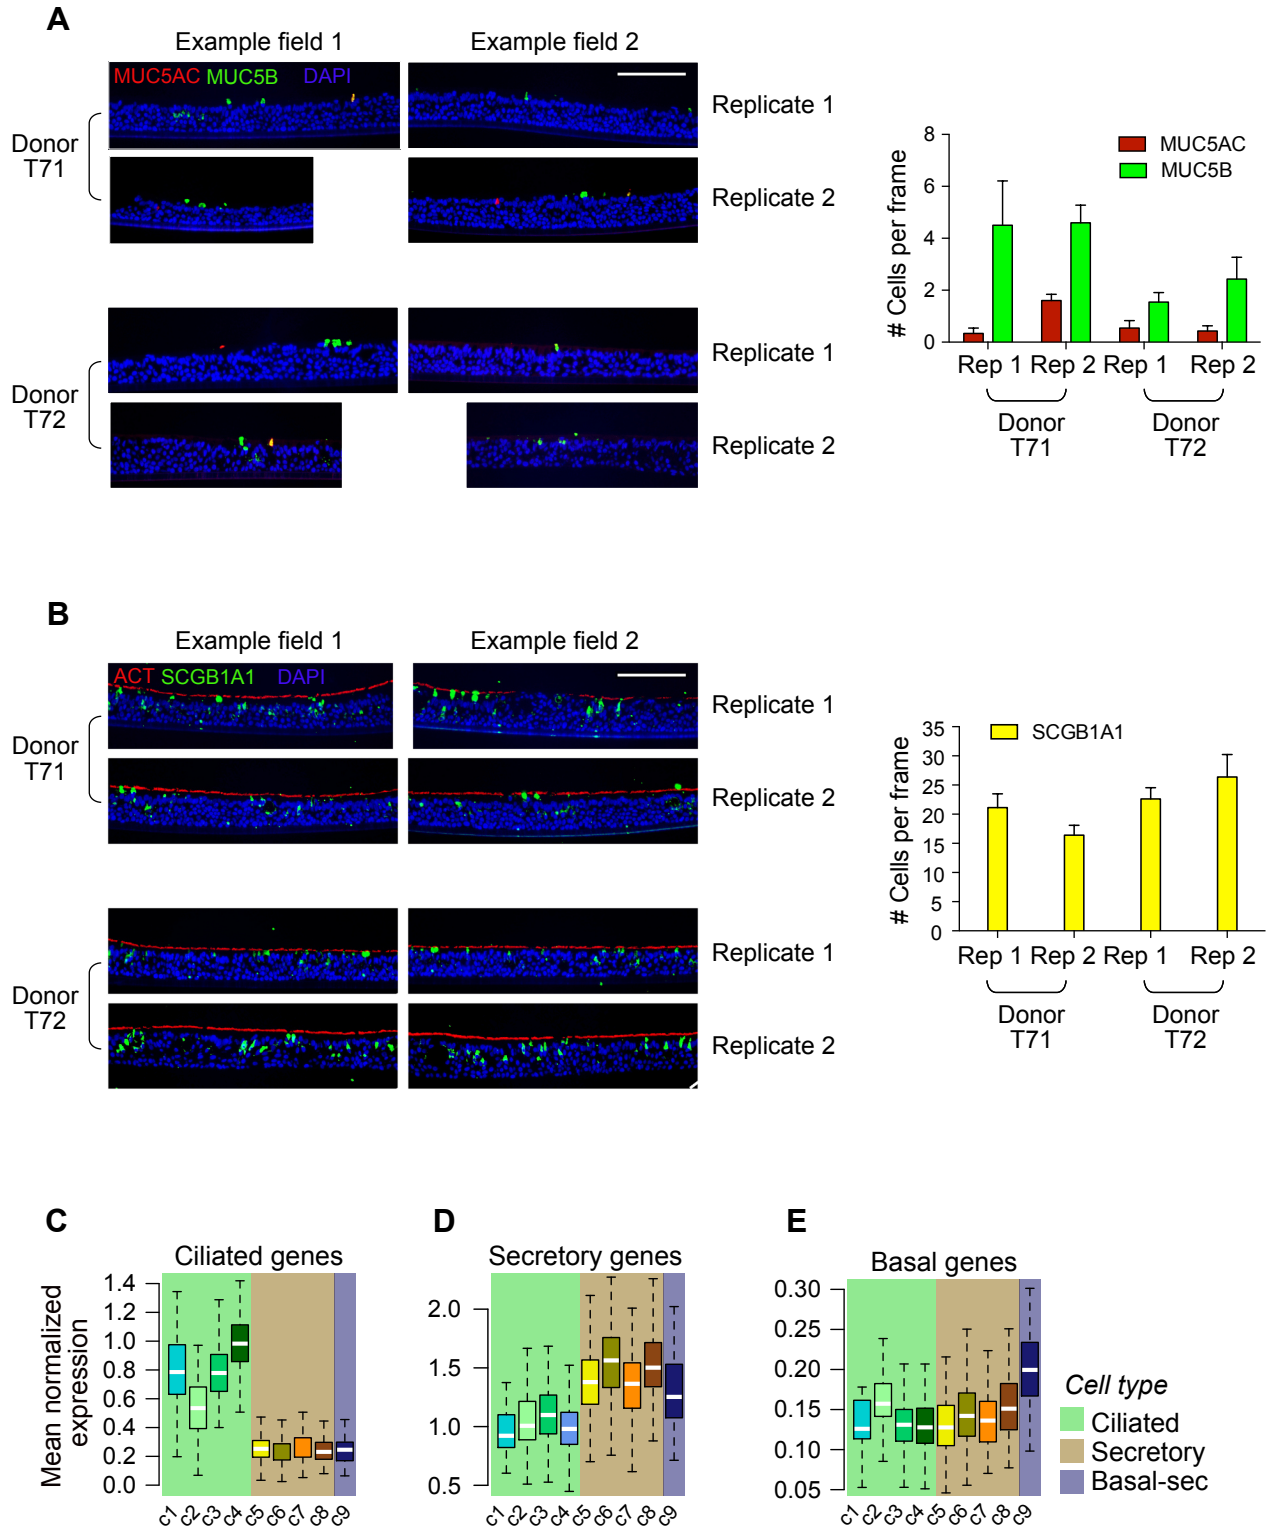 A
Example field 1
Example field 2
MUC5AC MUC5B DAPI
Replicate 1
Donor
T71
Replicate 2
Replicate 1
Donor
T72
Replicate 2
8
6
4
2
0
# Cells per frame
MUC5AC
MUC5B
Rep 1 Rep 2 Rep 1 Rep 2
Donor
T71
Donor
T72
B
Example field 1
Example field 2
ACT SCGB1A1 DAPI
Replicate 1
Donor
T71
Replicate 2
Replicate 1
Donor
T72
Replicate 2
35
30
25
20
15
10
5
0
# Cells per frame
SCGB1A1
Rep 1 Rep 2 Rep 1 Rep 2
Donor
T71
Donor
T72
C
Ciliated genes
Mean normalized
expression
1.4
1.2
1.0
0.8
0.6
0.4
0.2
0.0
c1 c2 c3 c4 c5 c6 c7 c8 c9
D
Secretory genes
2.0
1.5
1.0
0.5
c1 c2 c3 c4 c5 c6 c7 c8 c9
E
Basal genes
0.30
0.25
0.20
0.15
0.10
0.05
c1 c2 c3 c4 c5 c6 c7 c8 c9
Cell type
Ciliated
Secretory
Basal-sec